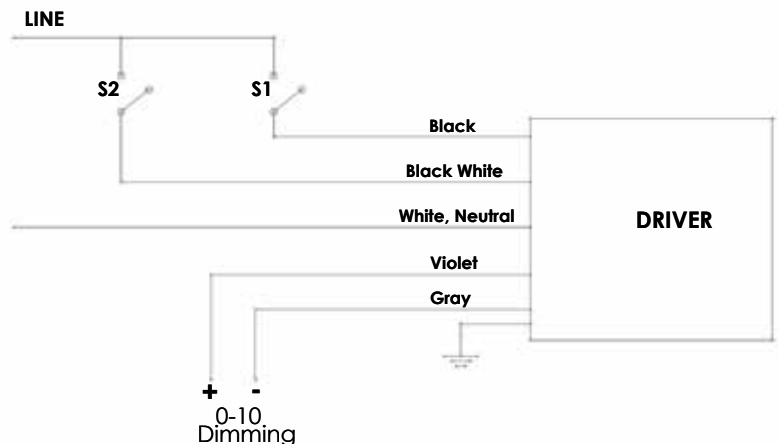 LINE
S2
S1
Black
Black White
White, Neutral
DRIVER
Violet
Gray
+ -
0-10
Dimming